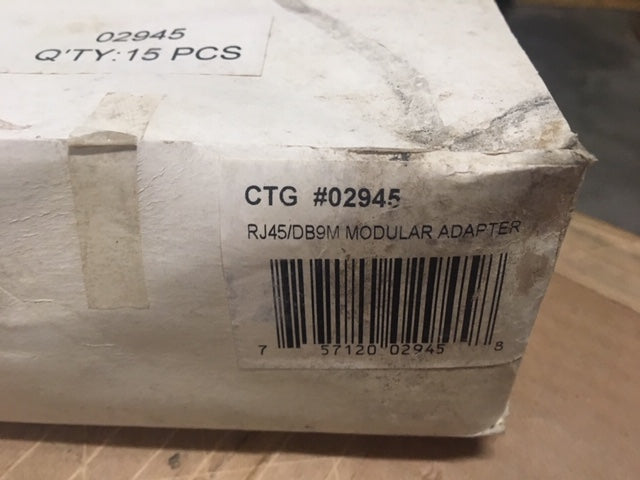 02945
Q'TY: 15 PCS
CTG #02945
RJ45/DB9M MODULAR ADAPTER
7 57120 02945 8